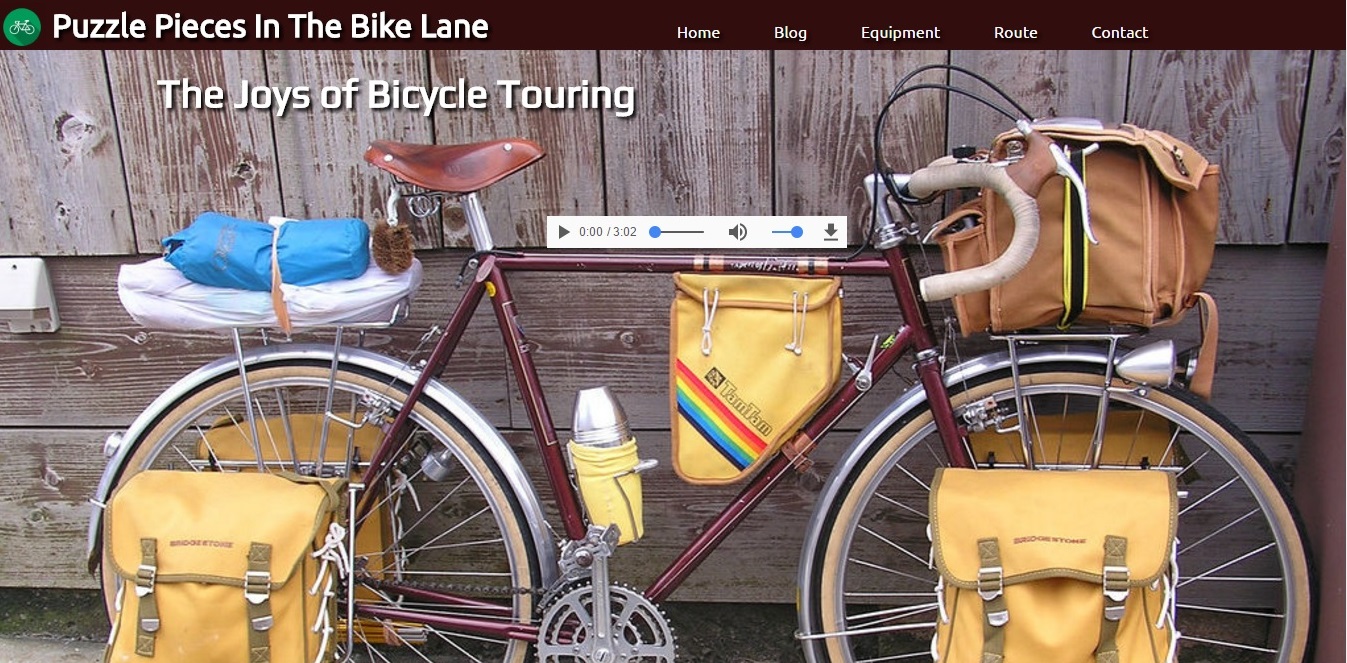 Puzzle Pieces In The Bike Lane
Home Blog Equipment Route Contact
The Joys of Bicycle Touring
0:00 / 3:02
TamTam
BRIDGESTONE
BRIDGESTONE